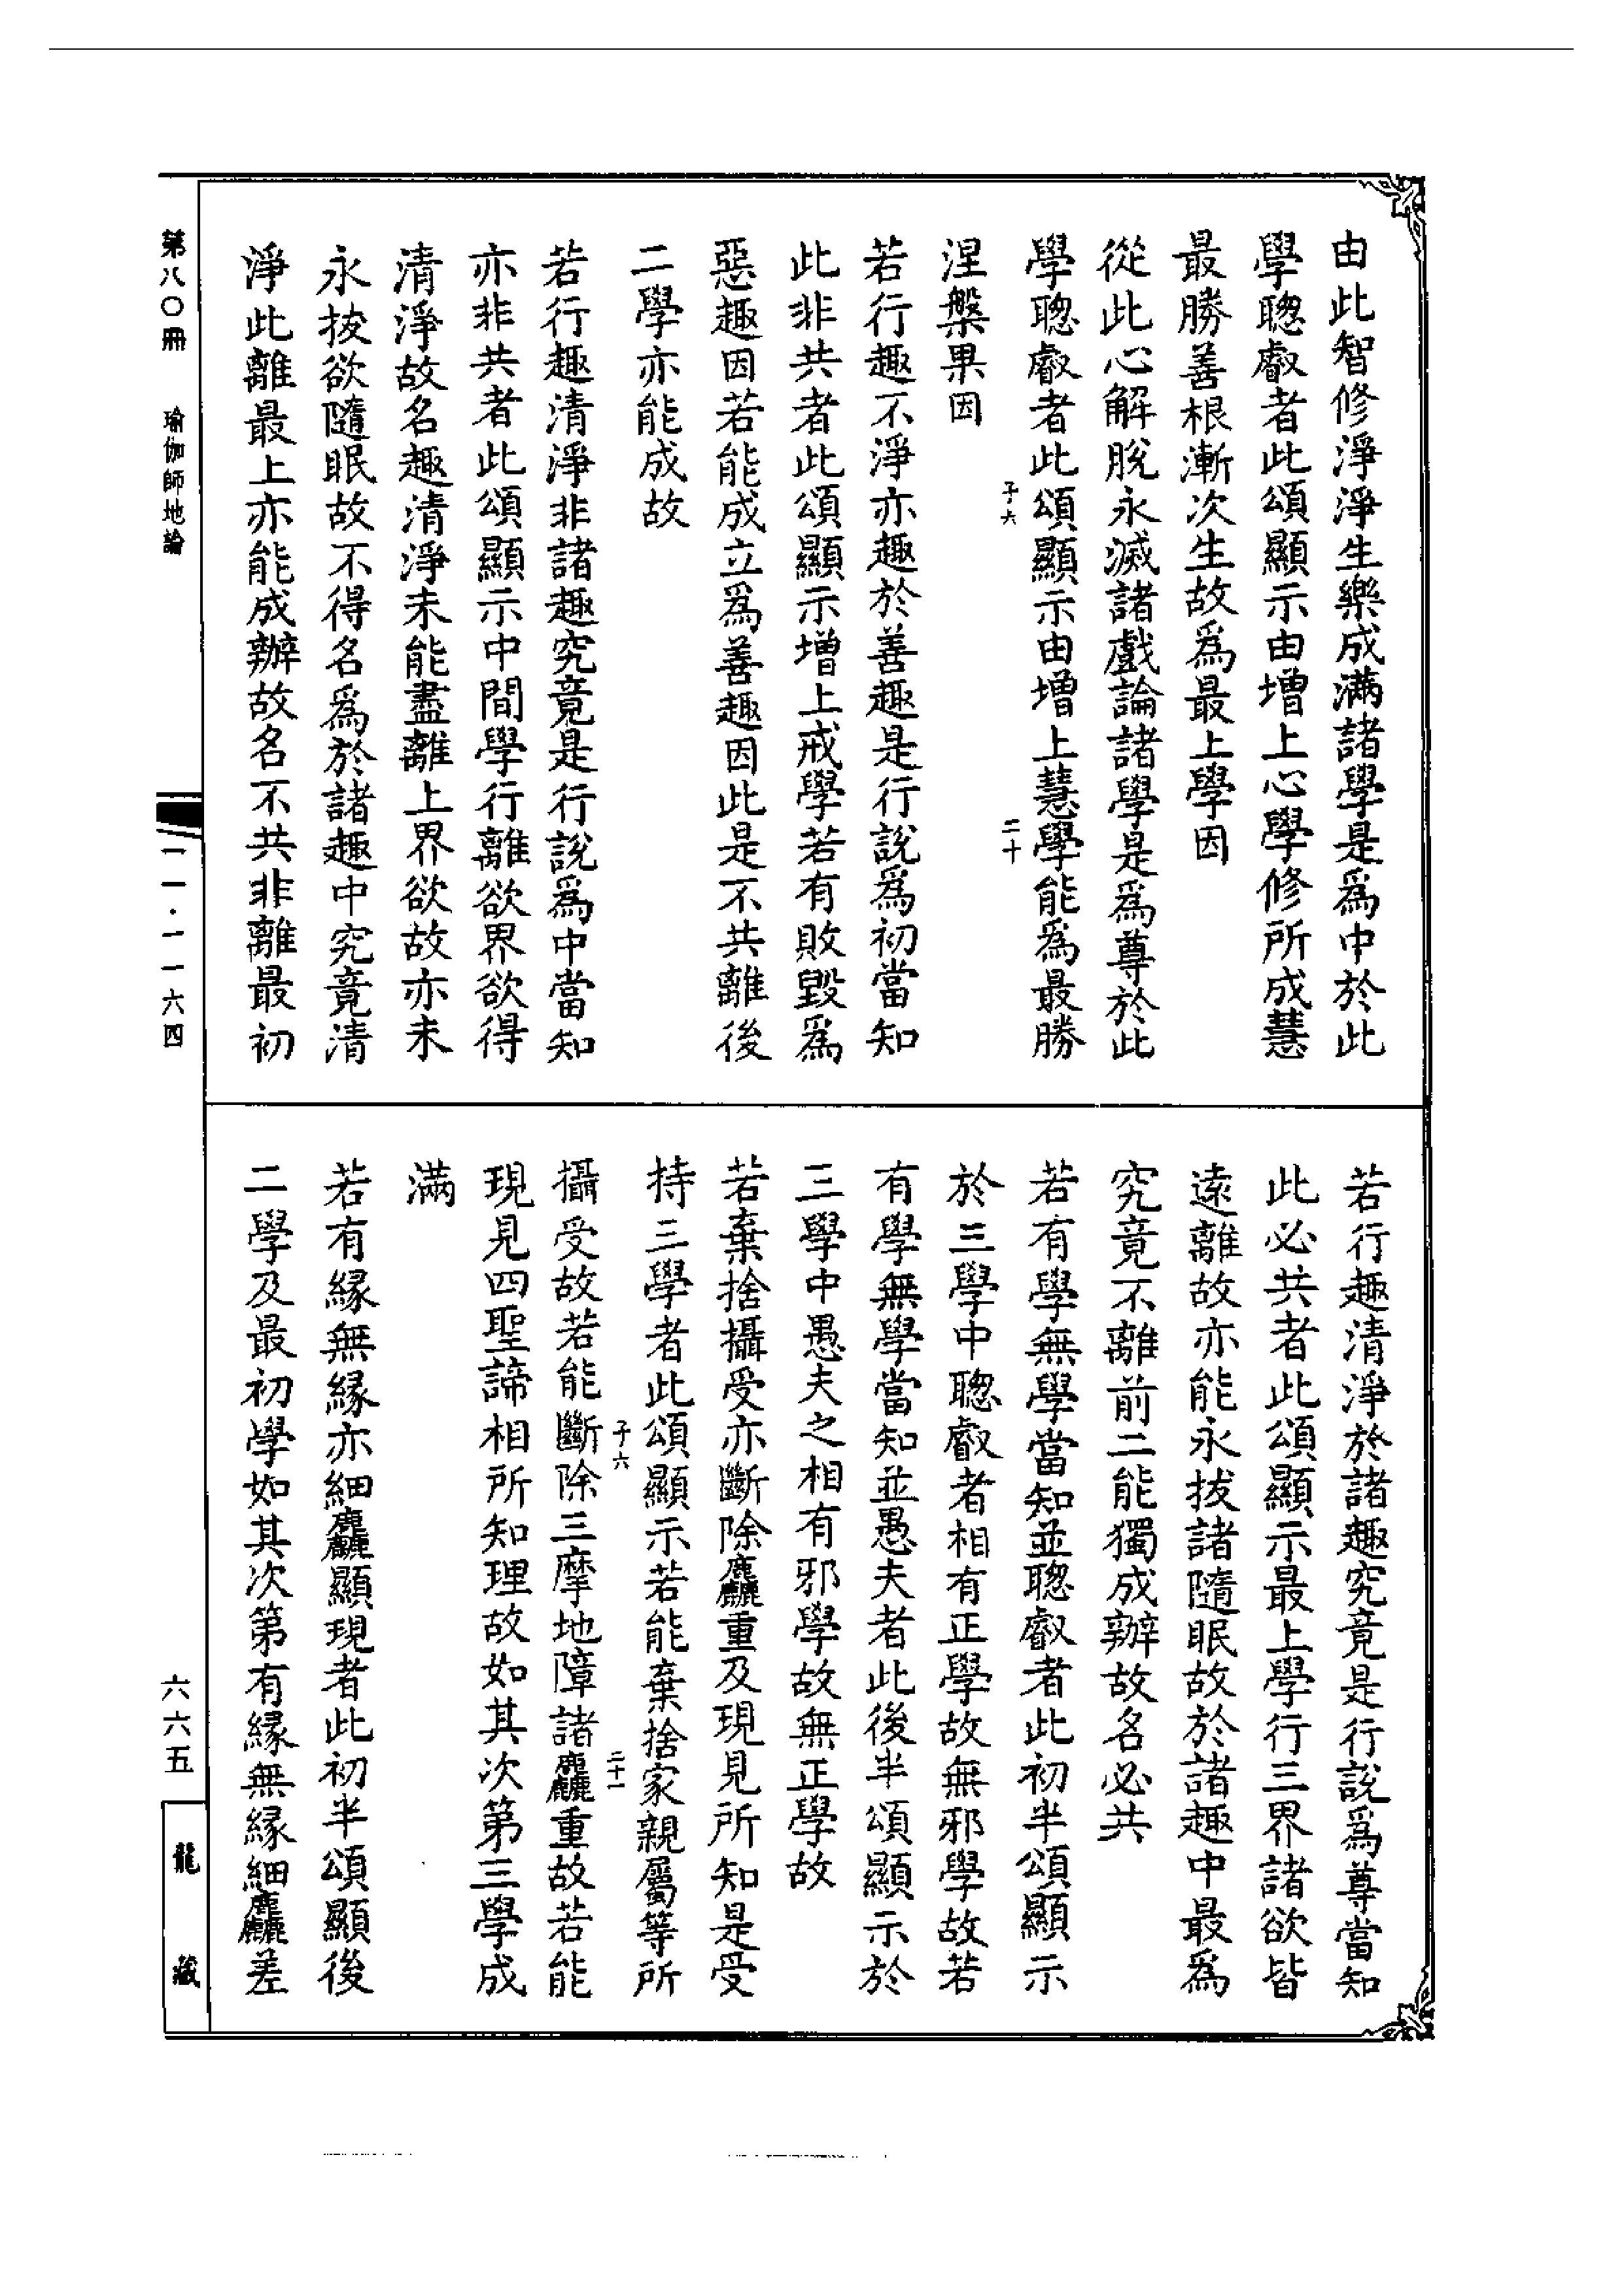 由此智修淨淨生樂成滿諸學是爲中於此
學聰叡者此頌顯示由增上心學修所成慧
最勝善根漸次生故爲最上學因
從此心解脫永滅諸戲論諸學是爲尊於此
學聰叡者此頌顯示由增上慧學能爲最勝
子六 二十
涅槃果因
若行趣不淨亦趣於善趣是行說爲初當知
此非共者此頌顯示增上戒學若有敗毀爲
惡趣因若能成立爲善趣因此是不共離後
二學亦能成故
若行趣清淨非諸趣究竟是行說爲中當知
亦非共者此頌顯示中間學行離欲界欲得
清淨故名趣清淨未能盡離上界欲故亦未
永拔欲隨眠故不得名爲於諸趣中究竟清
淨此離最上亦能成辦故名不共非離最初
若行趣清淨於諸趣究竟是行說爲尊當知
此必共者此頌顯示最上學行三界諸欲皆
遠離故亦能永拔諸隨眠故於諸趣中最爲
究竟不離前二能獨成辦故名必共
若有學無學當知並聰叡者此初半頌顯示
於三學中聰叡者相有正學故無邪學故若
有學無學當知並愚夫者此後半頌顯示於
三學中愚夫之相有邪學故無正學故
若棄捨攝受亦斷除麤重及現見所知是受
持三學者此頌顯示若能棄捨家親屬等所
子六 二十一
攝受故若能斷除三摩地障諸麤重故若能
現見四聖諦相所知理故如其次第三學成
滿
若有緣無緣亦細麤顯現者此初半頌顯後
二學及最初學如其次第有緣無緣細麤差
第八〇冊 瑜伽師地論
一一·一一六四
六六五
龍藏